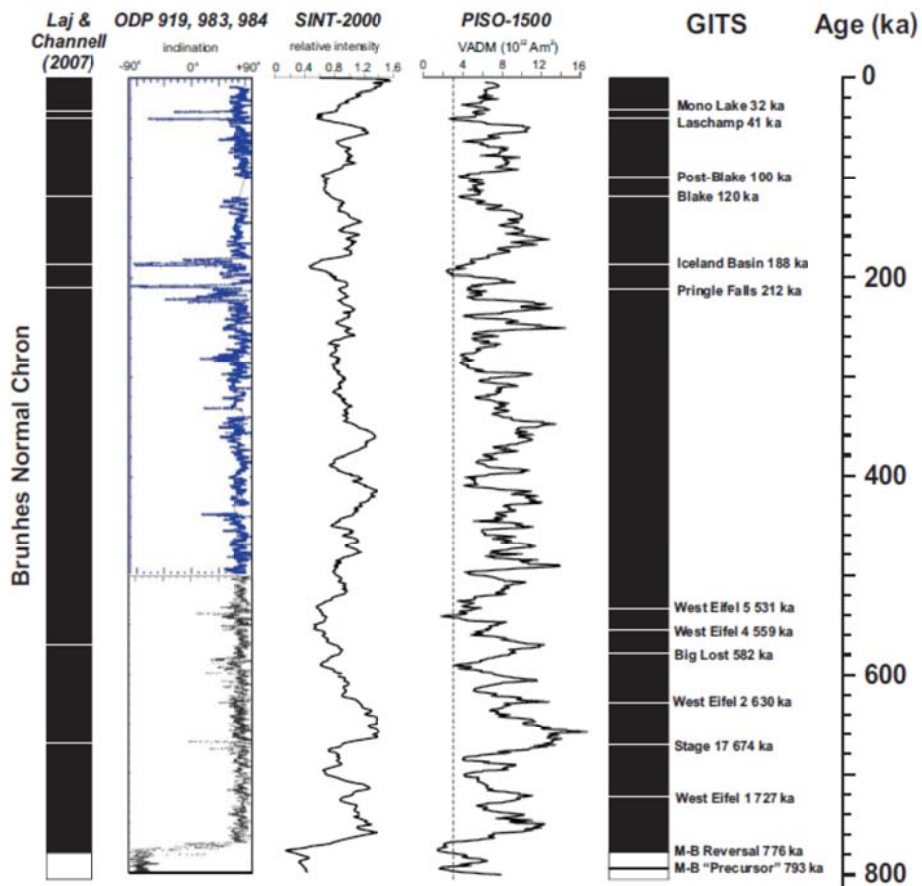 Laj &
Channell
(2007)
ODP 919, 983, 984
inclination
-90° 0° +90°
SINT-2000
relative intensity
0 0.4 0.8 1.2 1.6
PISO-1500
VADM (10²² Am²)
0 4 8 12 16
GITS
Age (ka)
Brunhes Normal Chron
Mono Lake 32 ka
Laschamp 41 ka
Post-Blake 100 ka
Blake 120 ka
Iceland Basin 188 ka
Pringle Falls 212 ka
West Eifel 5 531 ka
West Eifel 4 559 ka
Big Lost 582 ka
West Eifel 2 630 ka
Stage 17 674 ka
West Eifel 1 727 ka
M-B Reversal 776 ka
M-B “Precursor” 793 ka
0
200
400
600
800